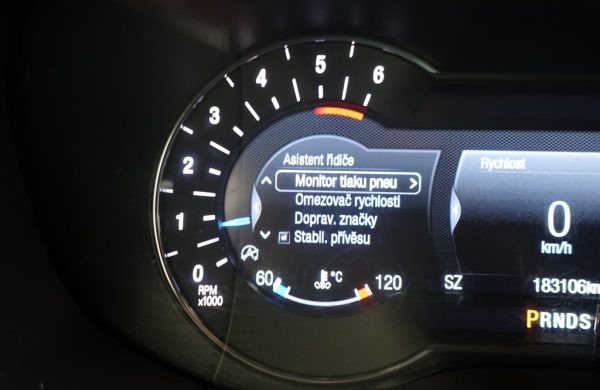 0
1
2
3
4
5
6
RPM
x1000
Asistent řidiče
Monitor tlaku pneu >
Omezovač rychlosti
Doprav. značky
Stabil. přívěsu
60 °C 120
Rychlost
0
km/h
SZ 183106km
PRNDS